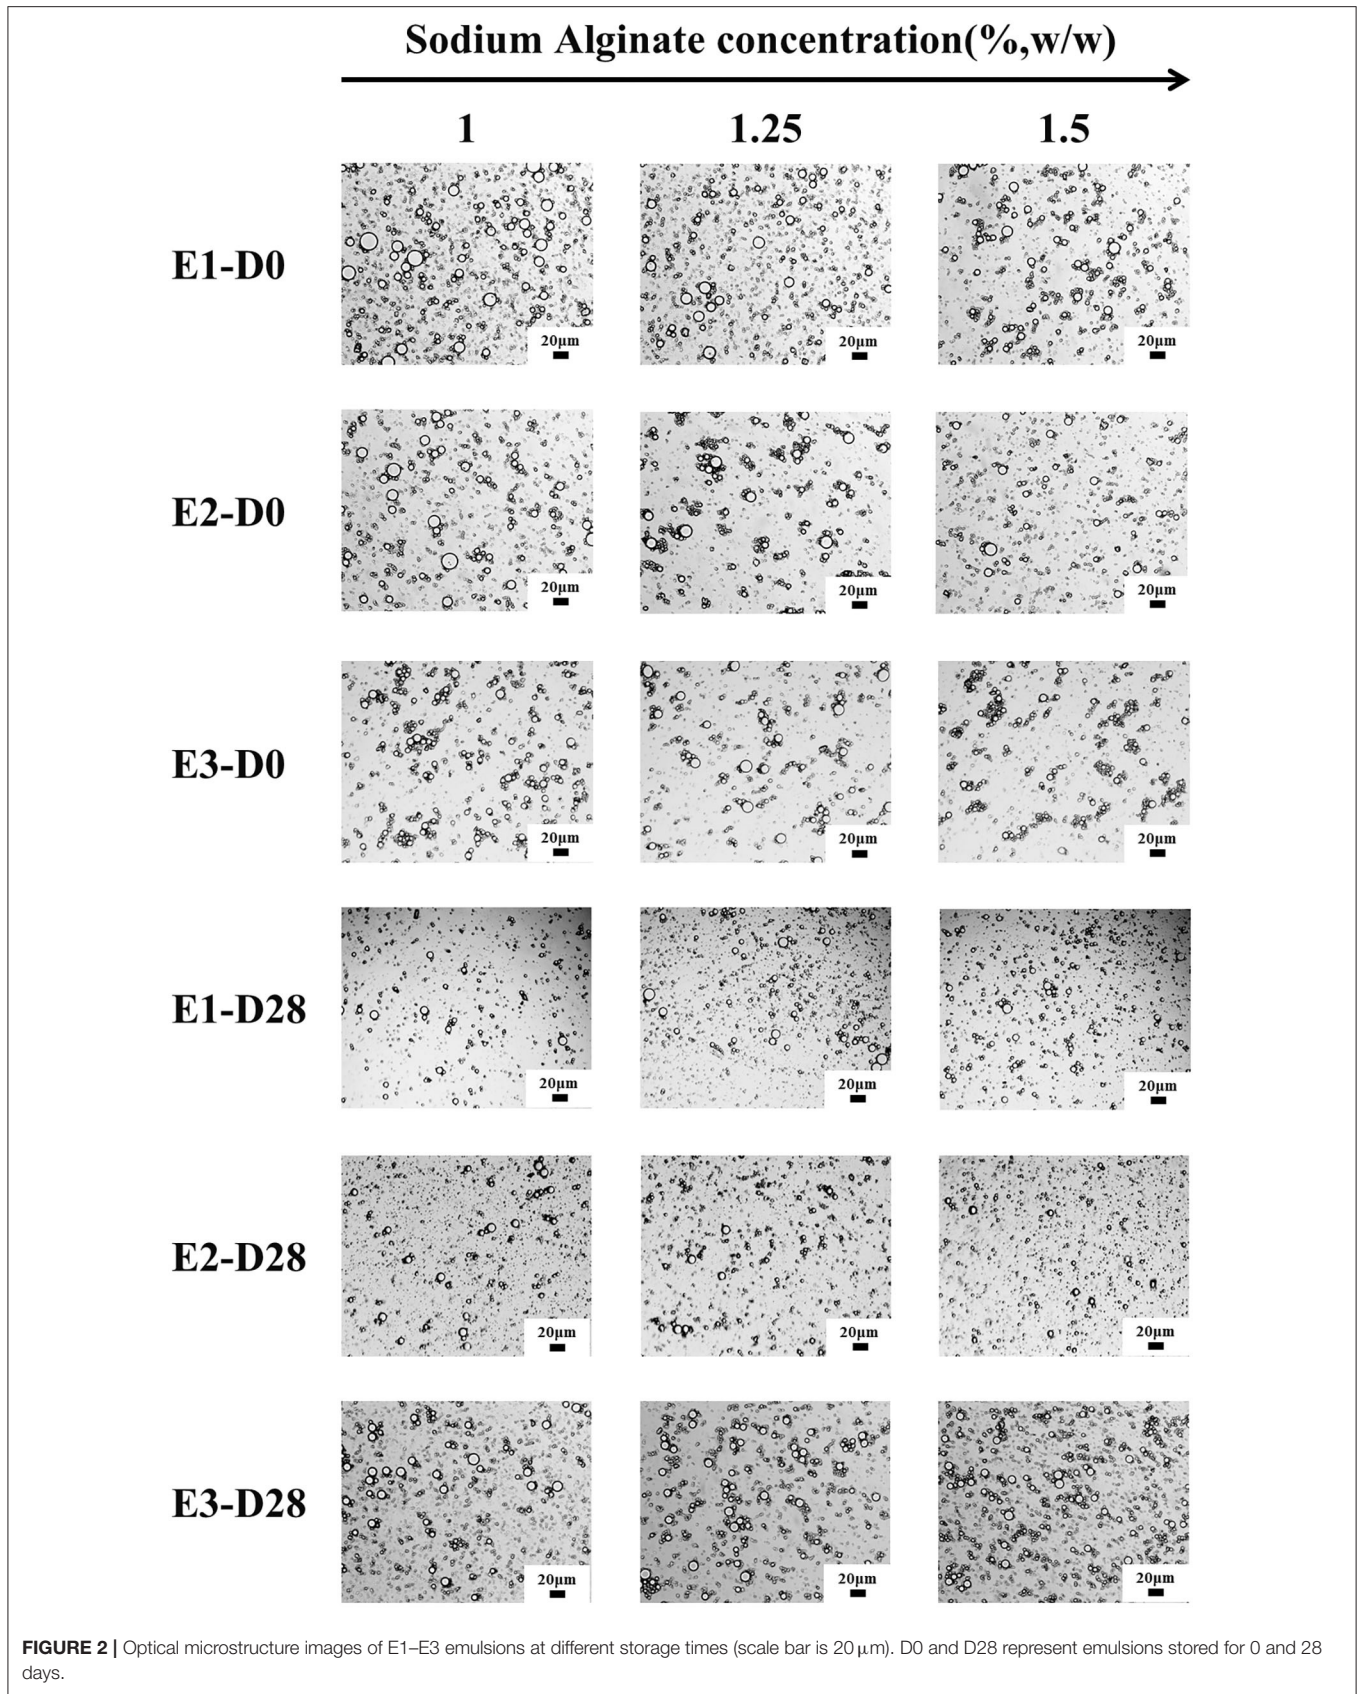 Sodium Alginate concentration(%,w/w)
1 1.25 1.5
E1-D0
20μm 20μm 20μm
E2-D0
20μm 20μm 20μm
E3-D0
20μm 20μm 20μm
E1-D28
20μm 20μm 20μm
E2-D28
20μm 20μm 20μm
E3-D28
20μm 20μm 20μm
FIGURE 2 | Optical microstructure images of E1–E3 emulsions at different storage times (scale bar is 20 μm). D0 and D28 represent emulsions stored for 0 and 28
days.